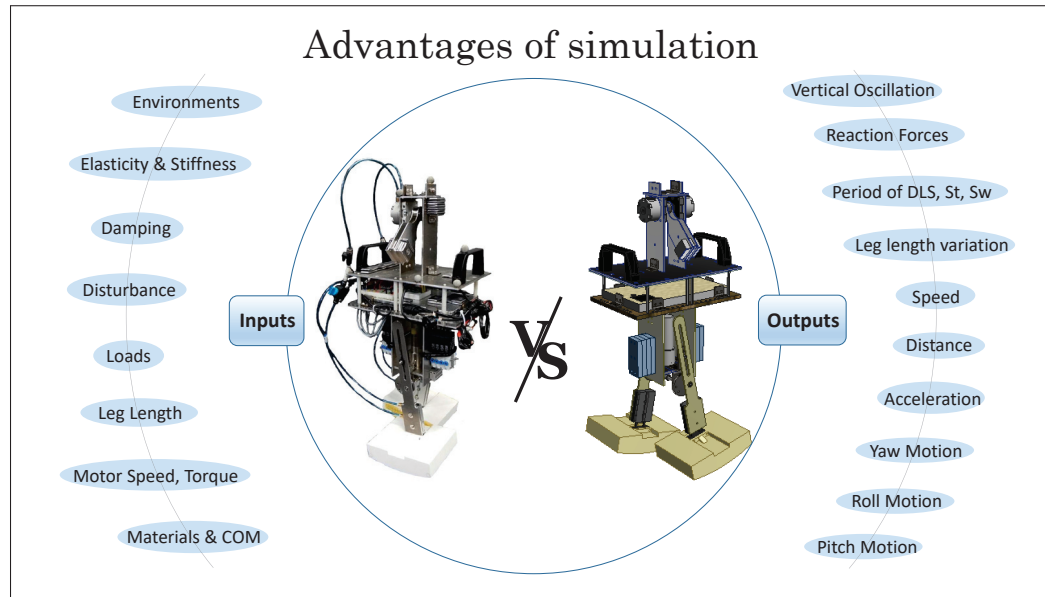 Advantages of simulation
Environments
Elasticity & Stiffness
Damping
Disturbance
Loads
Leg Length
Motor Speed, Torque
Materials & COM
Inputs
VS
Outputs
Vertical Oscillation
Reaction Forces
Period of DLS, St, Sw
Leg length variation
Speed
Distance
Acceleration
Yaw Motion
Roll Motion
Pitch Motion